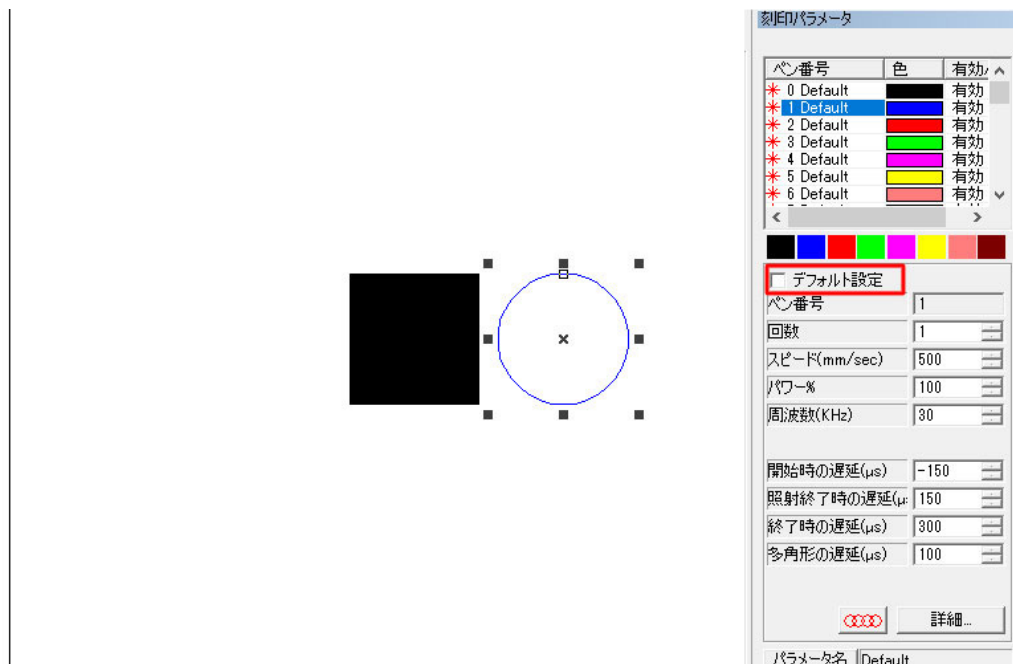 刻印パラメータ
ペン番号 色 有効
0 Default 有効
1 Default 有効
2 Default 有効
3 Default 有効
4 Default 有効
5 Default 有効
6 Default 有効
デフォルト設定
ペン番号 1
回数 1
スピード(mm/sec) 500
パワー% 100
周波数(KHz) 30
開始時の遅延(μs) -150
照射終了時の遅延(μ 150
終了時の遅延(μs) 300
多角形の遅延(μs) 100
詳細...
パラメータ名 Default